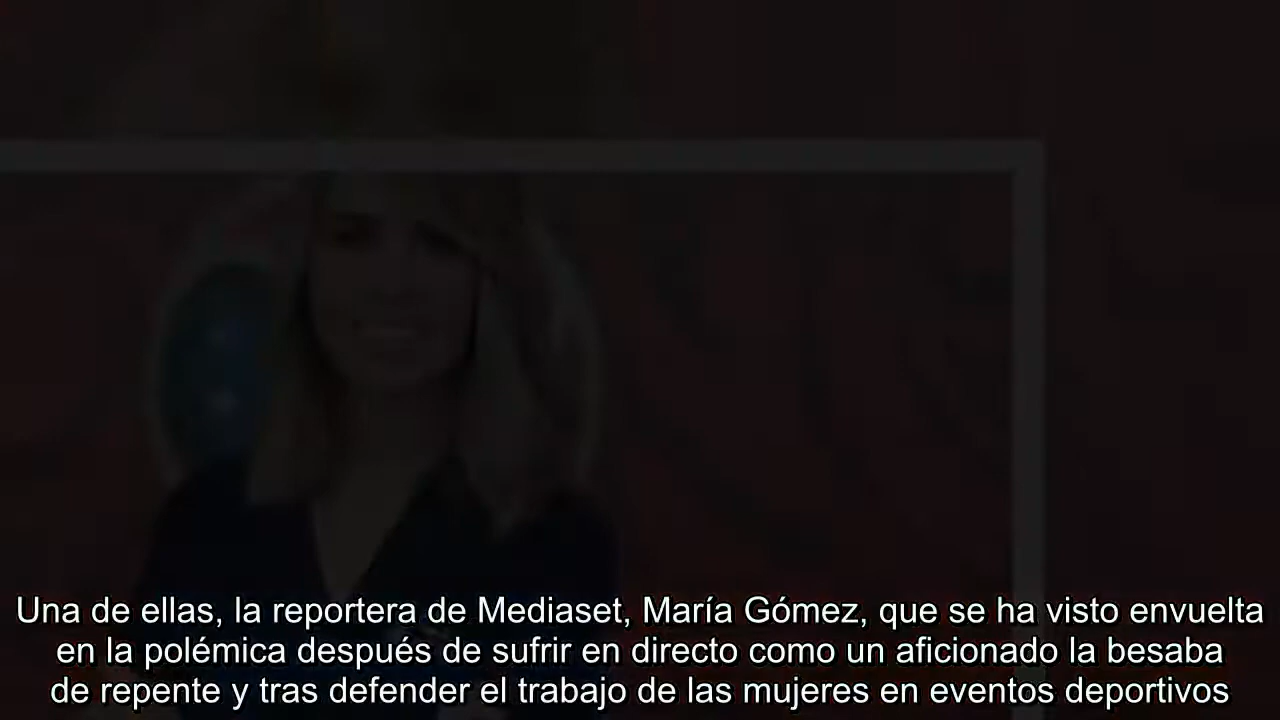 Una de ellas, la reportera de Mediaset, María Gómez, que se ha visto envuelta
en la polémica después de sufrir en directo como un aficionado la besaba
de repente y tras defender el trabajo de las mujeres en eventos deportivos